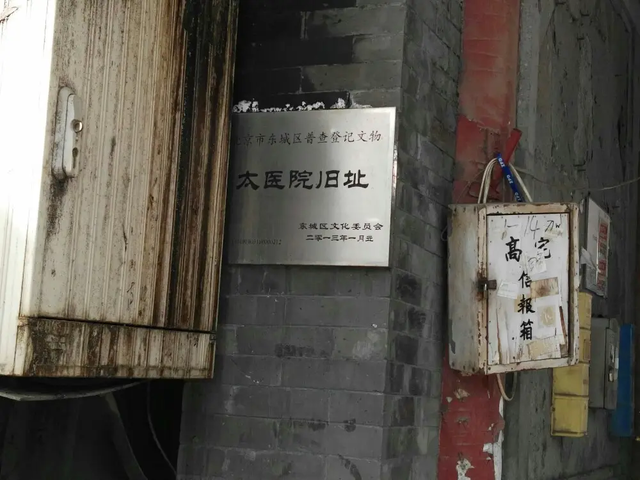 北京市东城区普查登记文物
太医院旧址
东城区文化委员会
二零一三年一月立
高宅
信
报
箱